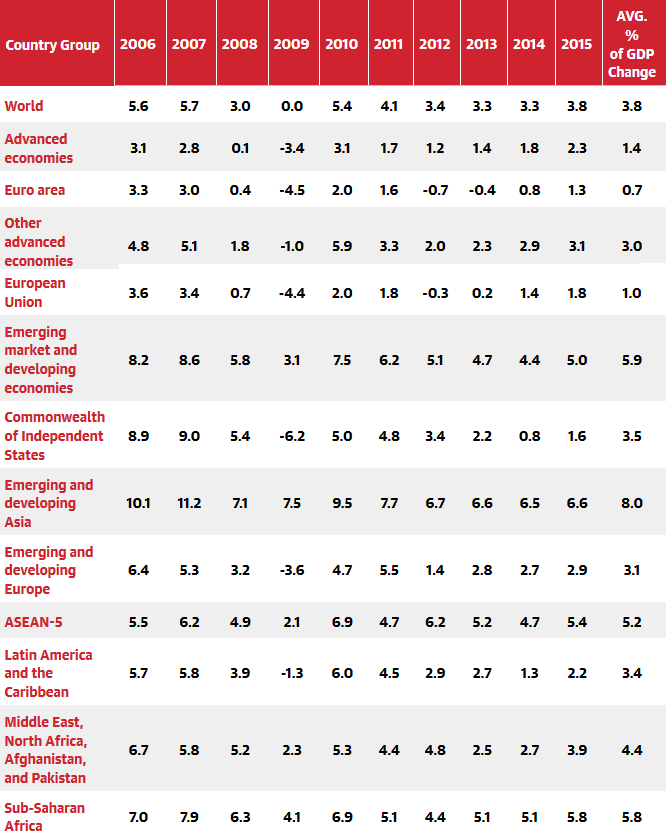 Country Group 2006 2007 2008 2009 2010 2011 2012 2013 2014 2015 AVG.
%
of GDP
Change
World 5.6 5.7 3.0 0.0 5.4 4.1 3.4 3.3 3.3 3.8 3.8
Advanced
economies 3.1 2.8 0.1 -3.4 3.1 1.7 1.2 1.4 1.8 2.3 1.4
Euro area 3.3 3.0 0.4 -4.5 2.0 1.6 -0.7 -0.4 0.8 1.3 0.7
Other
advanced
economies 4.8 5.1 1.8 -1.0 5.9 3.3 2.0 2.3 2.9 3.1 3.0
European
Union 3.6 3.4 0.7 -4.4 2.0 1.8 -0.3 0.2 1.4 1.8 1.0
Emerging
market and
developing
economies 8.2 8.6 5.8 3.1 7.5 6.2 5.1 4.7 4.4 5.0 5.9
Commonwealth
of Independent
States 8.9 9.0 5.4 -6.2 5.0 4.8 3.4 2.2 0.8 1.6 3.5
Emerging and
developing
Asia 10.1 11.2 7.1 7.5 9.5 7.7 6.7 6.6 6.5 6.6 8.0
Emerging and
developing
Europe 6.4 5.3 3.2 -3.6 4.7 5.5 1.4 2.8 2.7 2.9 3.1
ASEAN-5 5.5 6.2 4.9 2.1 6.9 4.7 6.2 5.2 4.7 5.4 5.2
Latin America
and the
Caribbean 5.7 5.8 3.9 -1.3 6.0 4.5 2.9 2.7 1.3 2.2 3.4
Middle East,
North Africa,
Afghanistan,
and Pakistan 6.7 5.8 5.2 2.3 5.3 4.4 4.8 2.5 2.7 3.9 4.4
Sub-Saharan
Africa 7.0 7.9 6.3 4.1 6.9 5.1 4.4 5.1 5.1 5.8 5.8